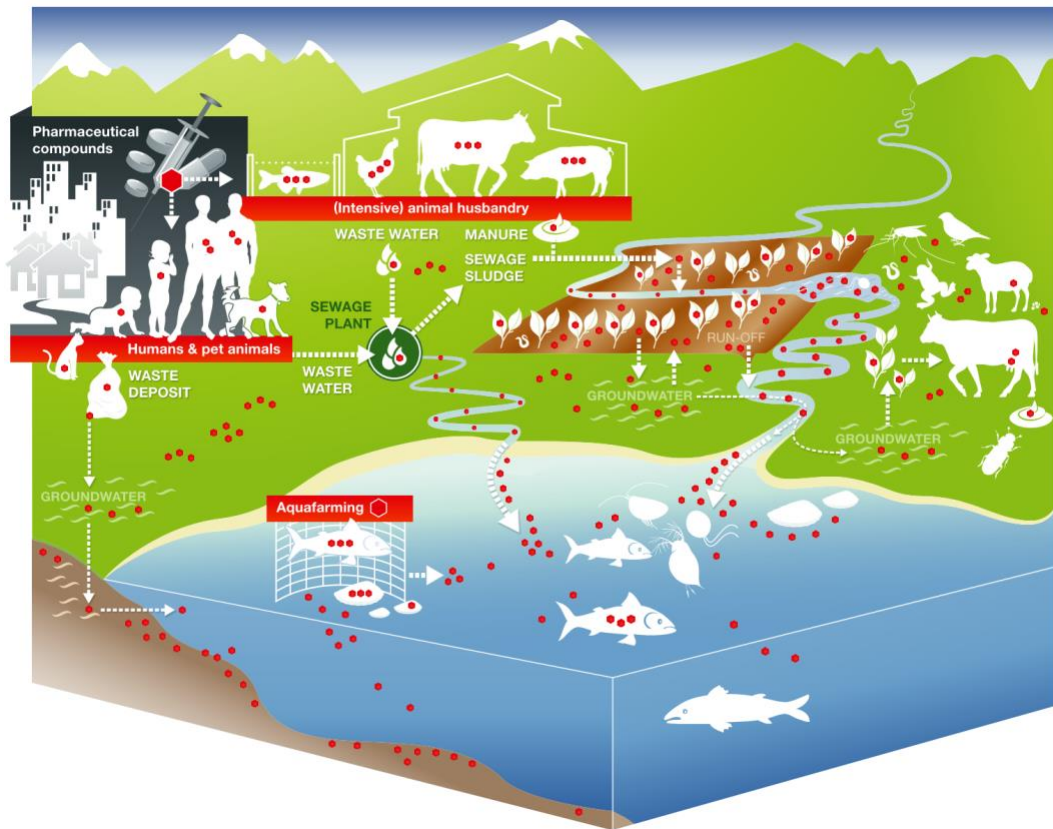 Pharmaceutical
compounds
(Intensive) animal husbandry
WASTE WATER
MANURE
SEWAGE
SLUDGE
SEWAGE
PLANT
Humans & pet animals
WASTE
DEPOSIT
WASTE
WATER
RUN-OFF
GROUNDWATER
GROUNDWATER
GROUNDWATER
Aquafarming